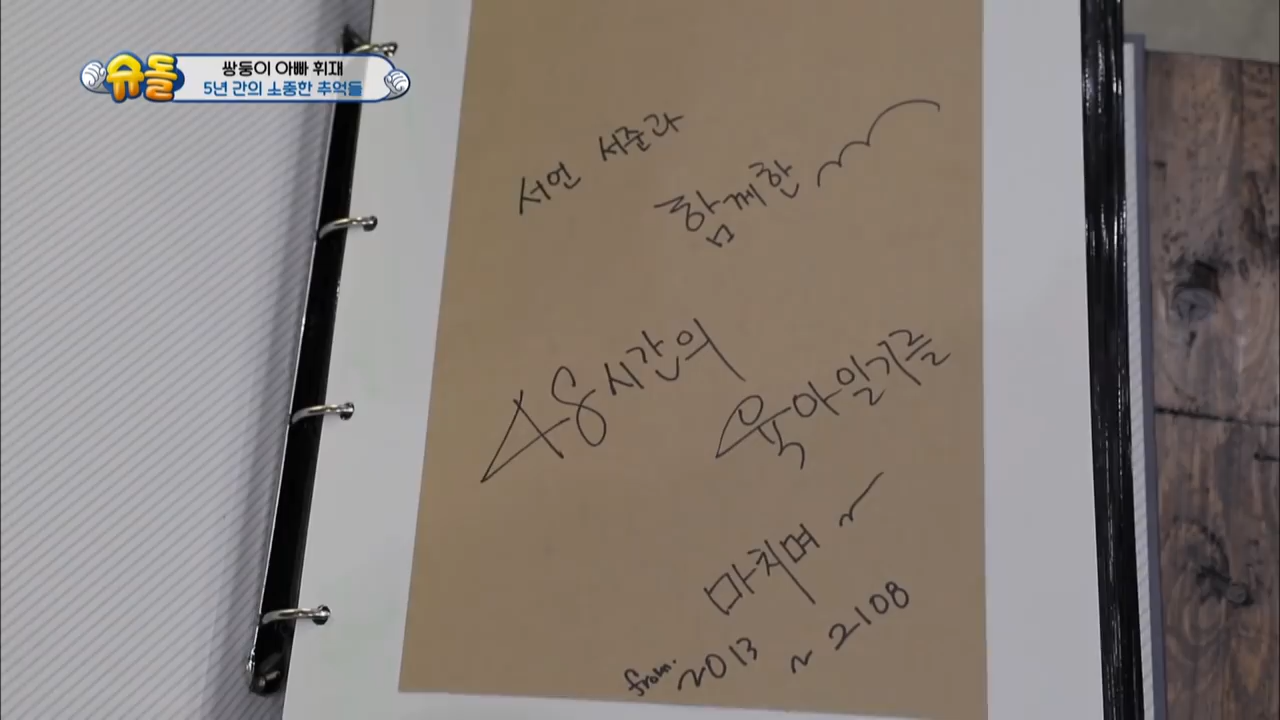 슈돌
쌍둥이 아빠 휘재
5년 간의 소중한 추억들
서언 서준과
함께한~~
48시간의
육아일기를
마치며~
from. 2013 ~ 2108